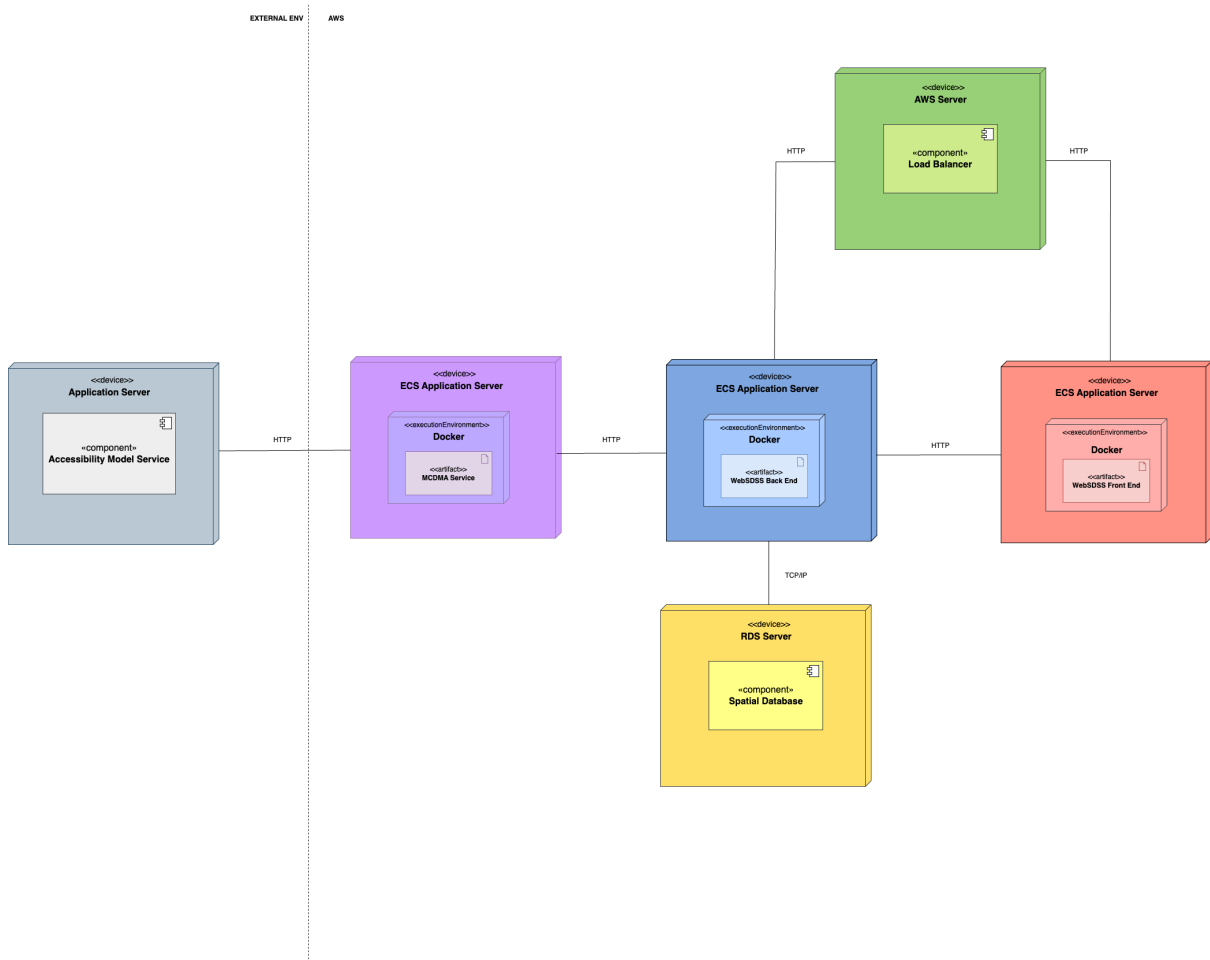 EXTERNAL ENV
AWS
<<device>>
AWS Server
«component»
Load Balancer
HTTP
HTTP
<<device>>
Application Server
«component»
Accessibility Model Service
HTTP
<<device>>
ECS Application Server
<<executionEnvironment>>
Docker
<<artifact>>
MCDMA Service
HTTP
<<device>>
ECS Application Server
<<executionEnvironment>>
Docker
<<artifact>>
WebSDSS Back End
HTTP
<<device>>
ECS Application Server
<<executionEnvironment>>
Docker
<<artifact>>
WebSDSS Front End
TCP/IP
<<device>>
RDS Server
«component»
Spatial Database